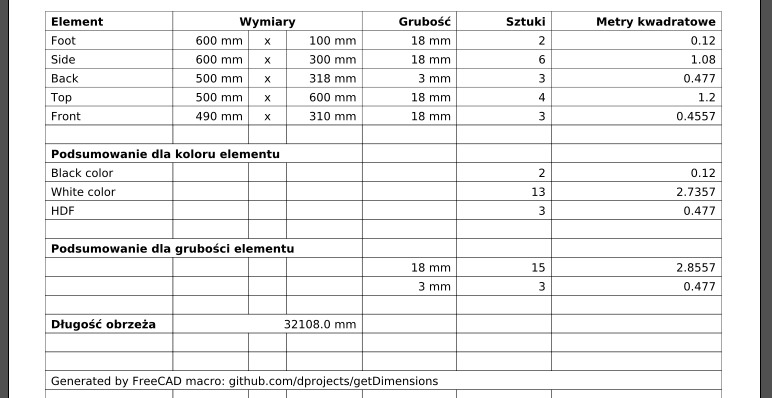 Element Wymiary Grubość Sztuki Metry kwadratowe
Foot 600 mm x 100 mm 18 mm 2 0.12
Side 600 mm x 300 mm 18 mm 6 1.08
Back 500 mm x 318 mm 3 mm 3 0.477
Top 500 mm x 600 mm 18 mm 4 1.2
Front 490 mm x 310 mm 18 mm 3 0.4557
Podsumowanie dla koloru elementu
Black color 2 0.12
White color 13 2.7357
HDF 3 0.477
Podsumowanie dla grubości elementu
18 mm 15 2.8557
3 mm 3 0.477
Długość obrzeża 32108.0 mm
Generated by FreeCAD macro: github.com/dprojects/getDimensions